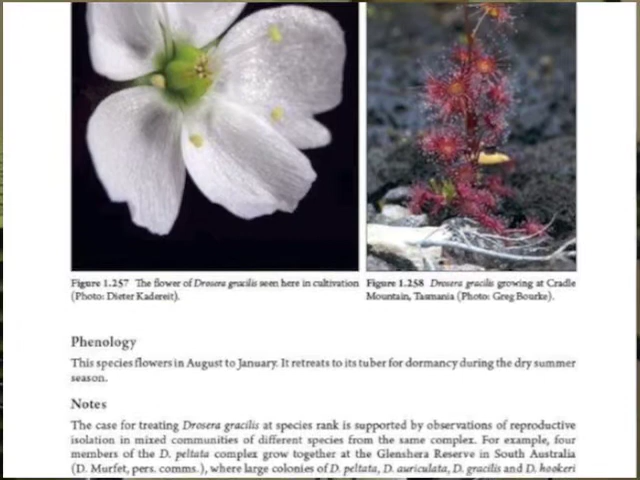 Figure 1.257 The flower of Drosera gracilis seen here in cultivation
(Photo: Dieter Kadereit).
Figure 1.258 Drosera gracilis growing at Cradle
Mountain, Tasmania (Photo: Greg Bourke).
Phenology
This species flowers in August to January. It retreats to its tuber for dormancy during the dry summer
season.
Notes
The case for treating Drosera gracilis at species rank is supported by observations of reproductive
isolation in mixed communities of different species from the same complex. For example, four
members of the D. peltata complex grow together at the Glenshera Reserve in South Australia
(D. Murfet, pers. comms.), where large colonies of D. peltata, D. auriculata, D. gracilis and D. hookeri